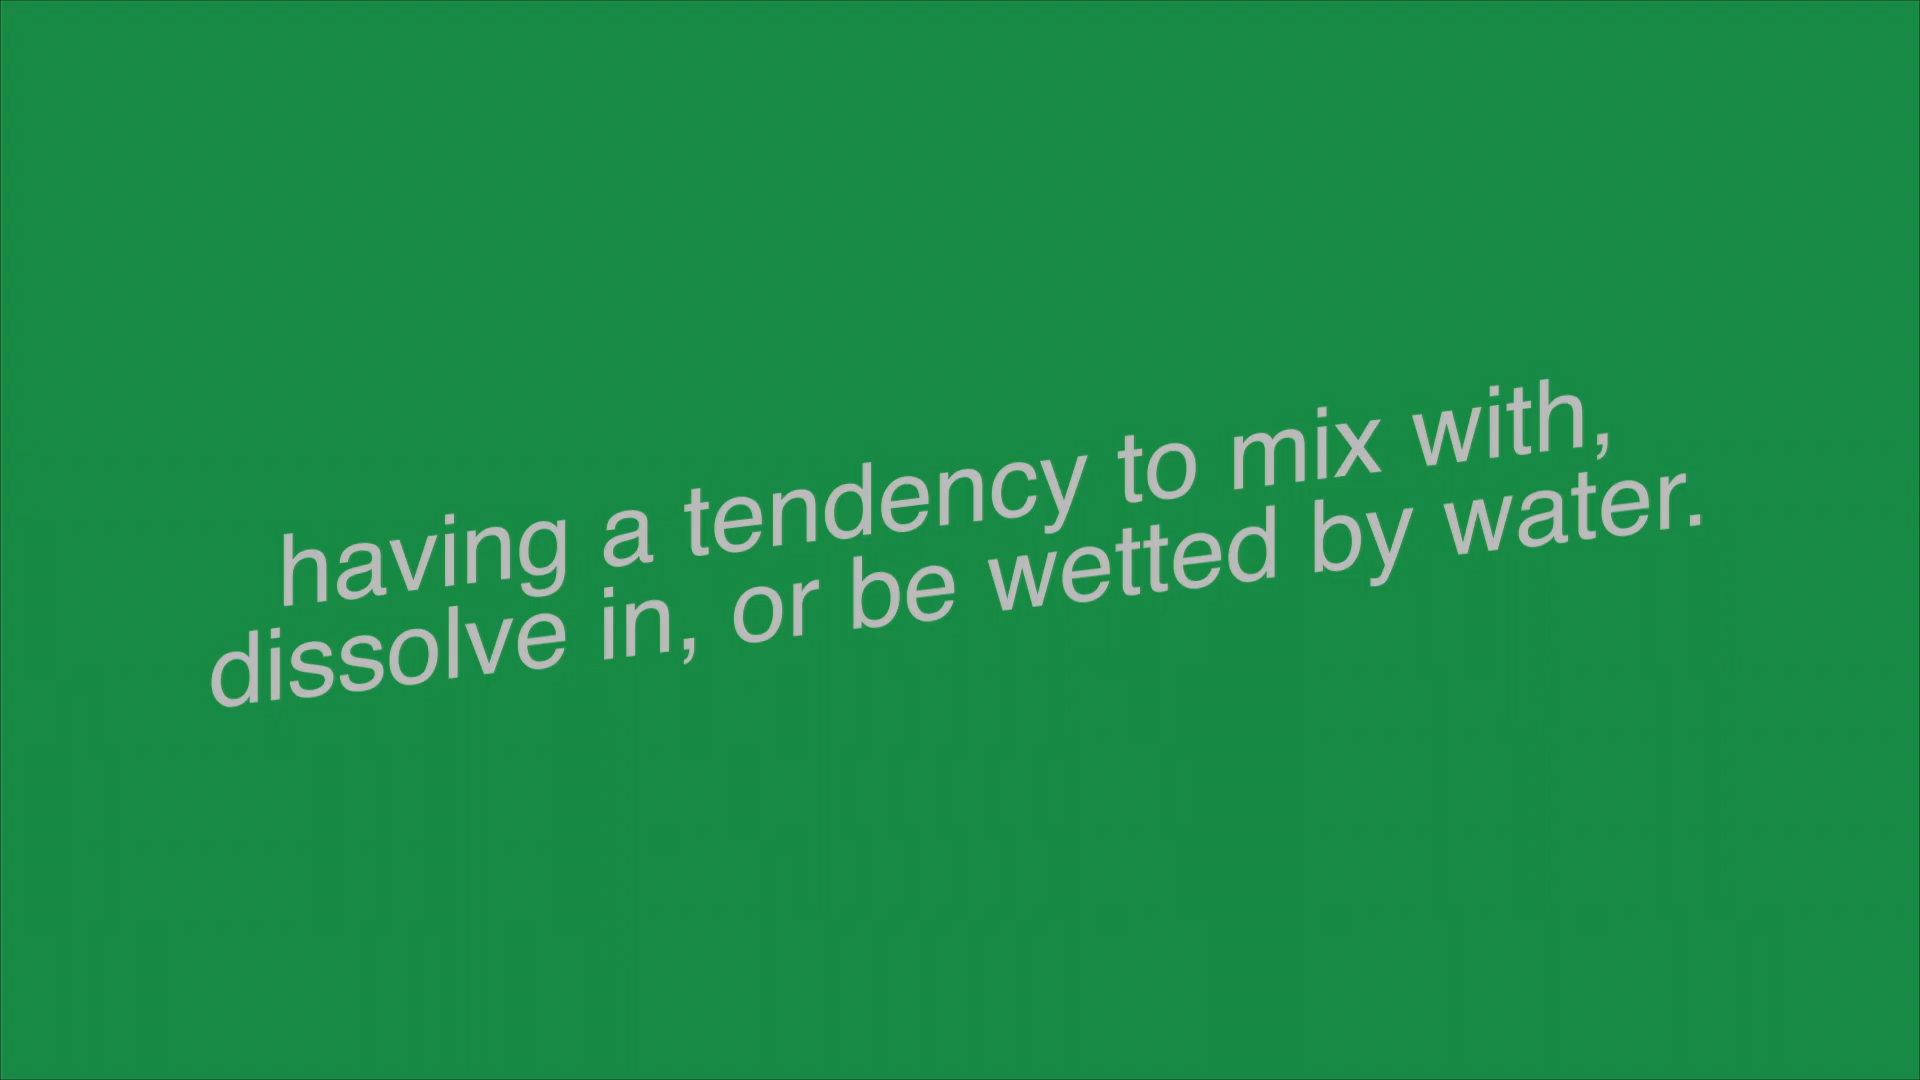 having a tendency to mix with,
dissolve in, or be wetted by water.